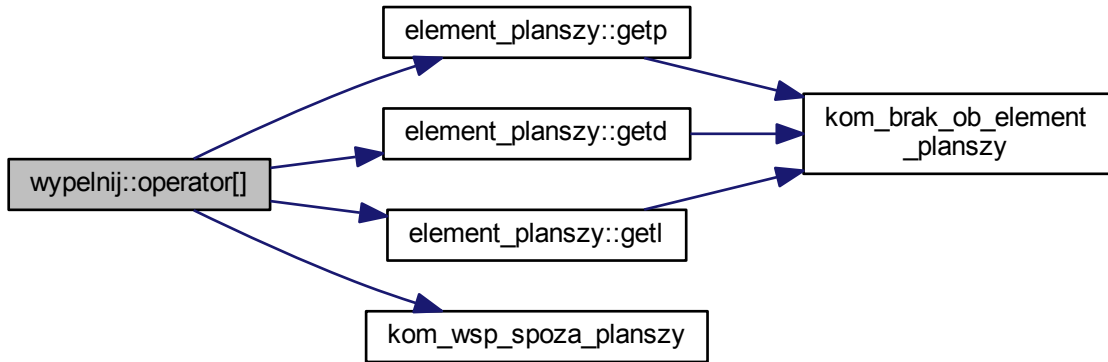 wypelnij::operator[]
element_planszy::getp
element_planszy::getd
element_planszy::getl
kom_wsp_spoza_planszy
kom_brak_ob_element
_planszy